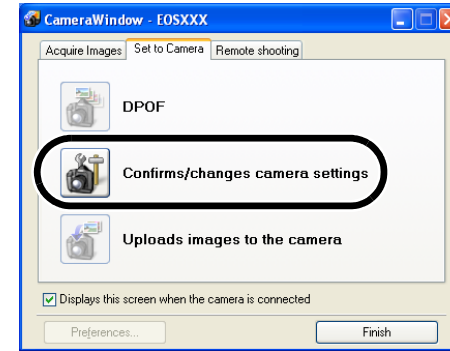 CameraWindow - EOSXXX
Acquire Images Set to Camera Remote shooting
DPOF
Confirms/changes camera settings
Uploads images to the camera
Displays this screen when the camera is connected
Preferences... Finish